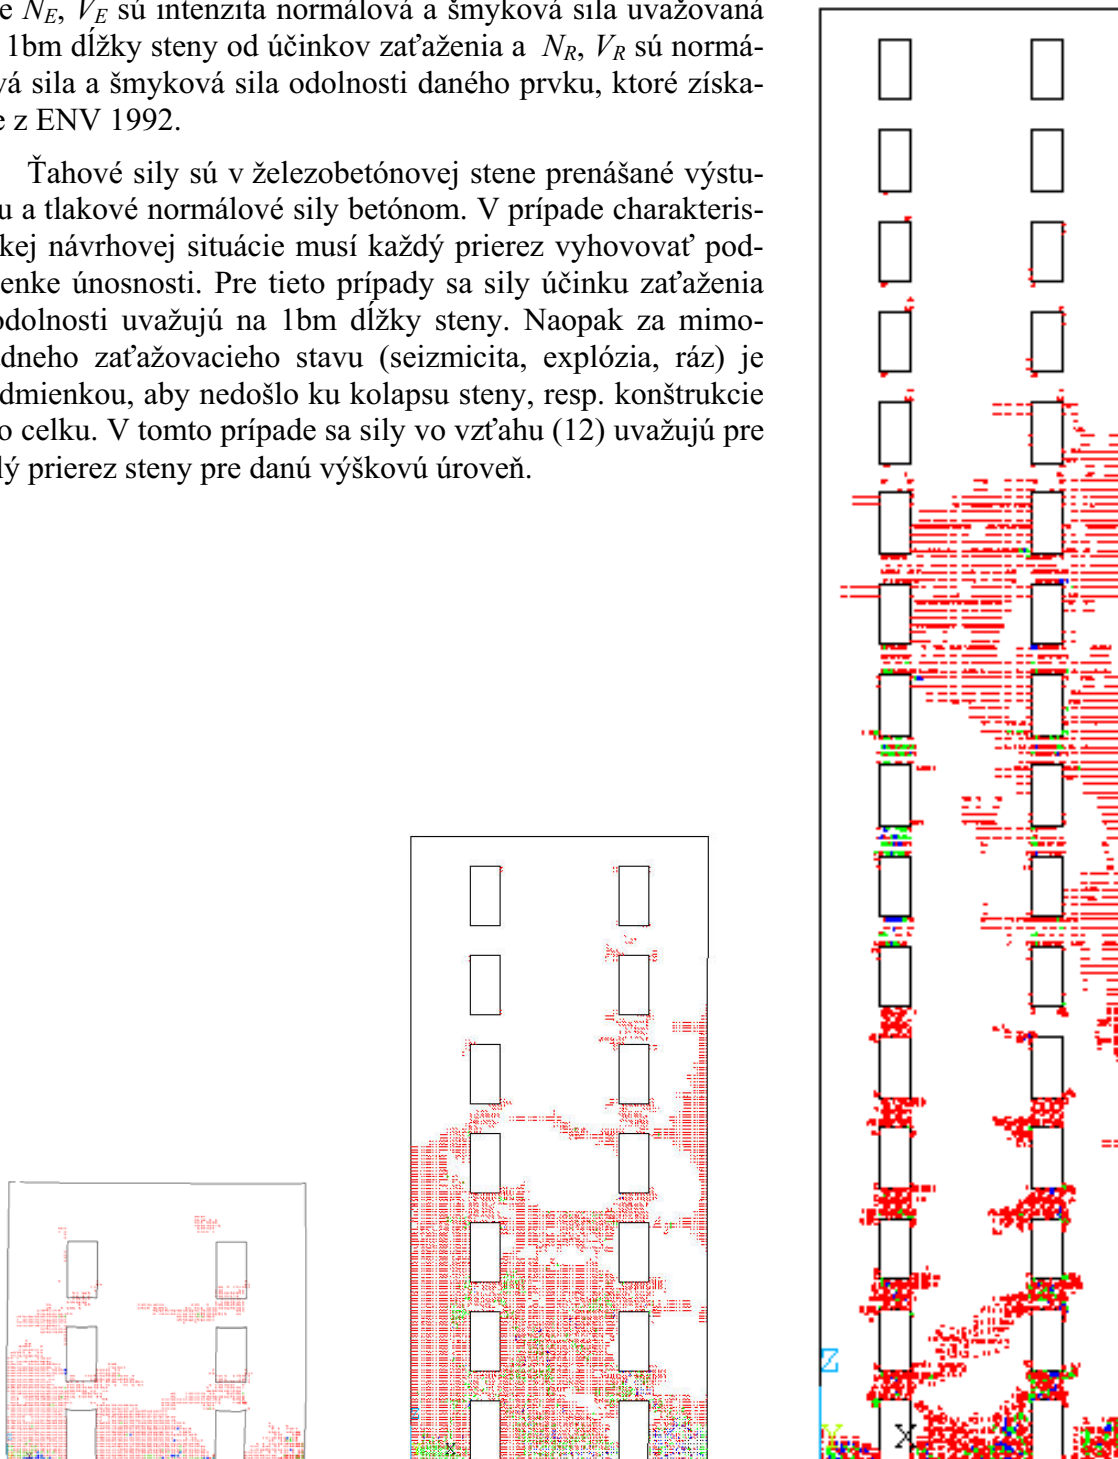 e N_E, V_E sú intenzita normálová a šmyková sila uvažovaná
1bm dĺžky steny od účinkov zaťaženia a N_R, V_R sú normá-
vá sila a šmyková sila odolnosti daného prvku, ktoré získa-
e z ENV 1992.
Ťahové sily sú v železobetónovej stene prenášané výstu-
u a tlakové normálové sily betónom. V prípade charakteris-
kej návrhovej situácie musí každý prierez vyhovovať pod-
enke únosnosti. Pre tieto prípady sa sily účinku zaťaženia
odolnosti uvažujú na 1bm dĺžky steny. Naopak za mimo-
dneho zaťažovacieho stavu (seizmicita, explózia, ráz) je
dmienkou, aby nedošlo ku kolapsu steny, resp. konštrukcie
o celku. V tomto prípade sa sily vo vzťahu (12) uvažujú pre
lý prierez steny pre danú výškovú úroveň.
Z
Y X
X